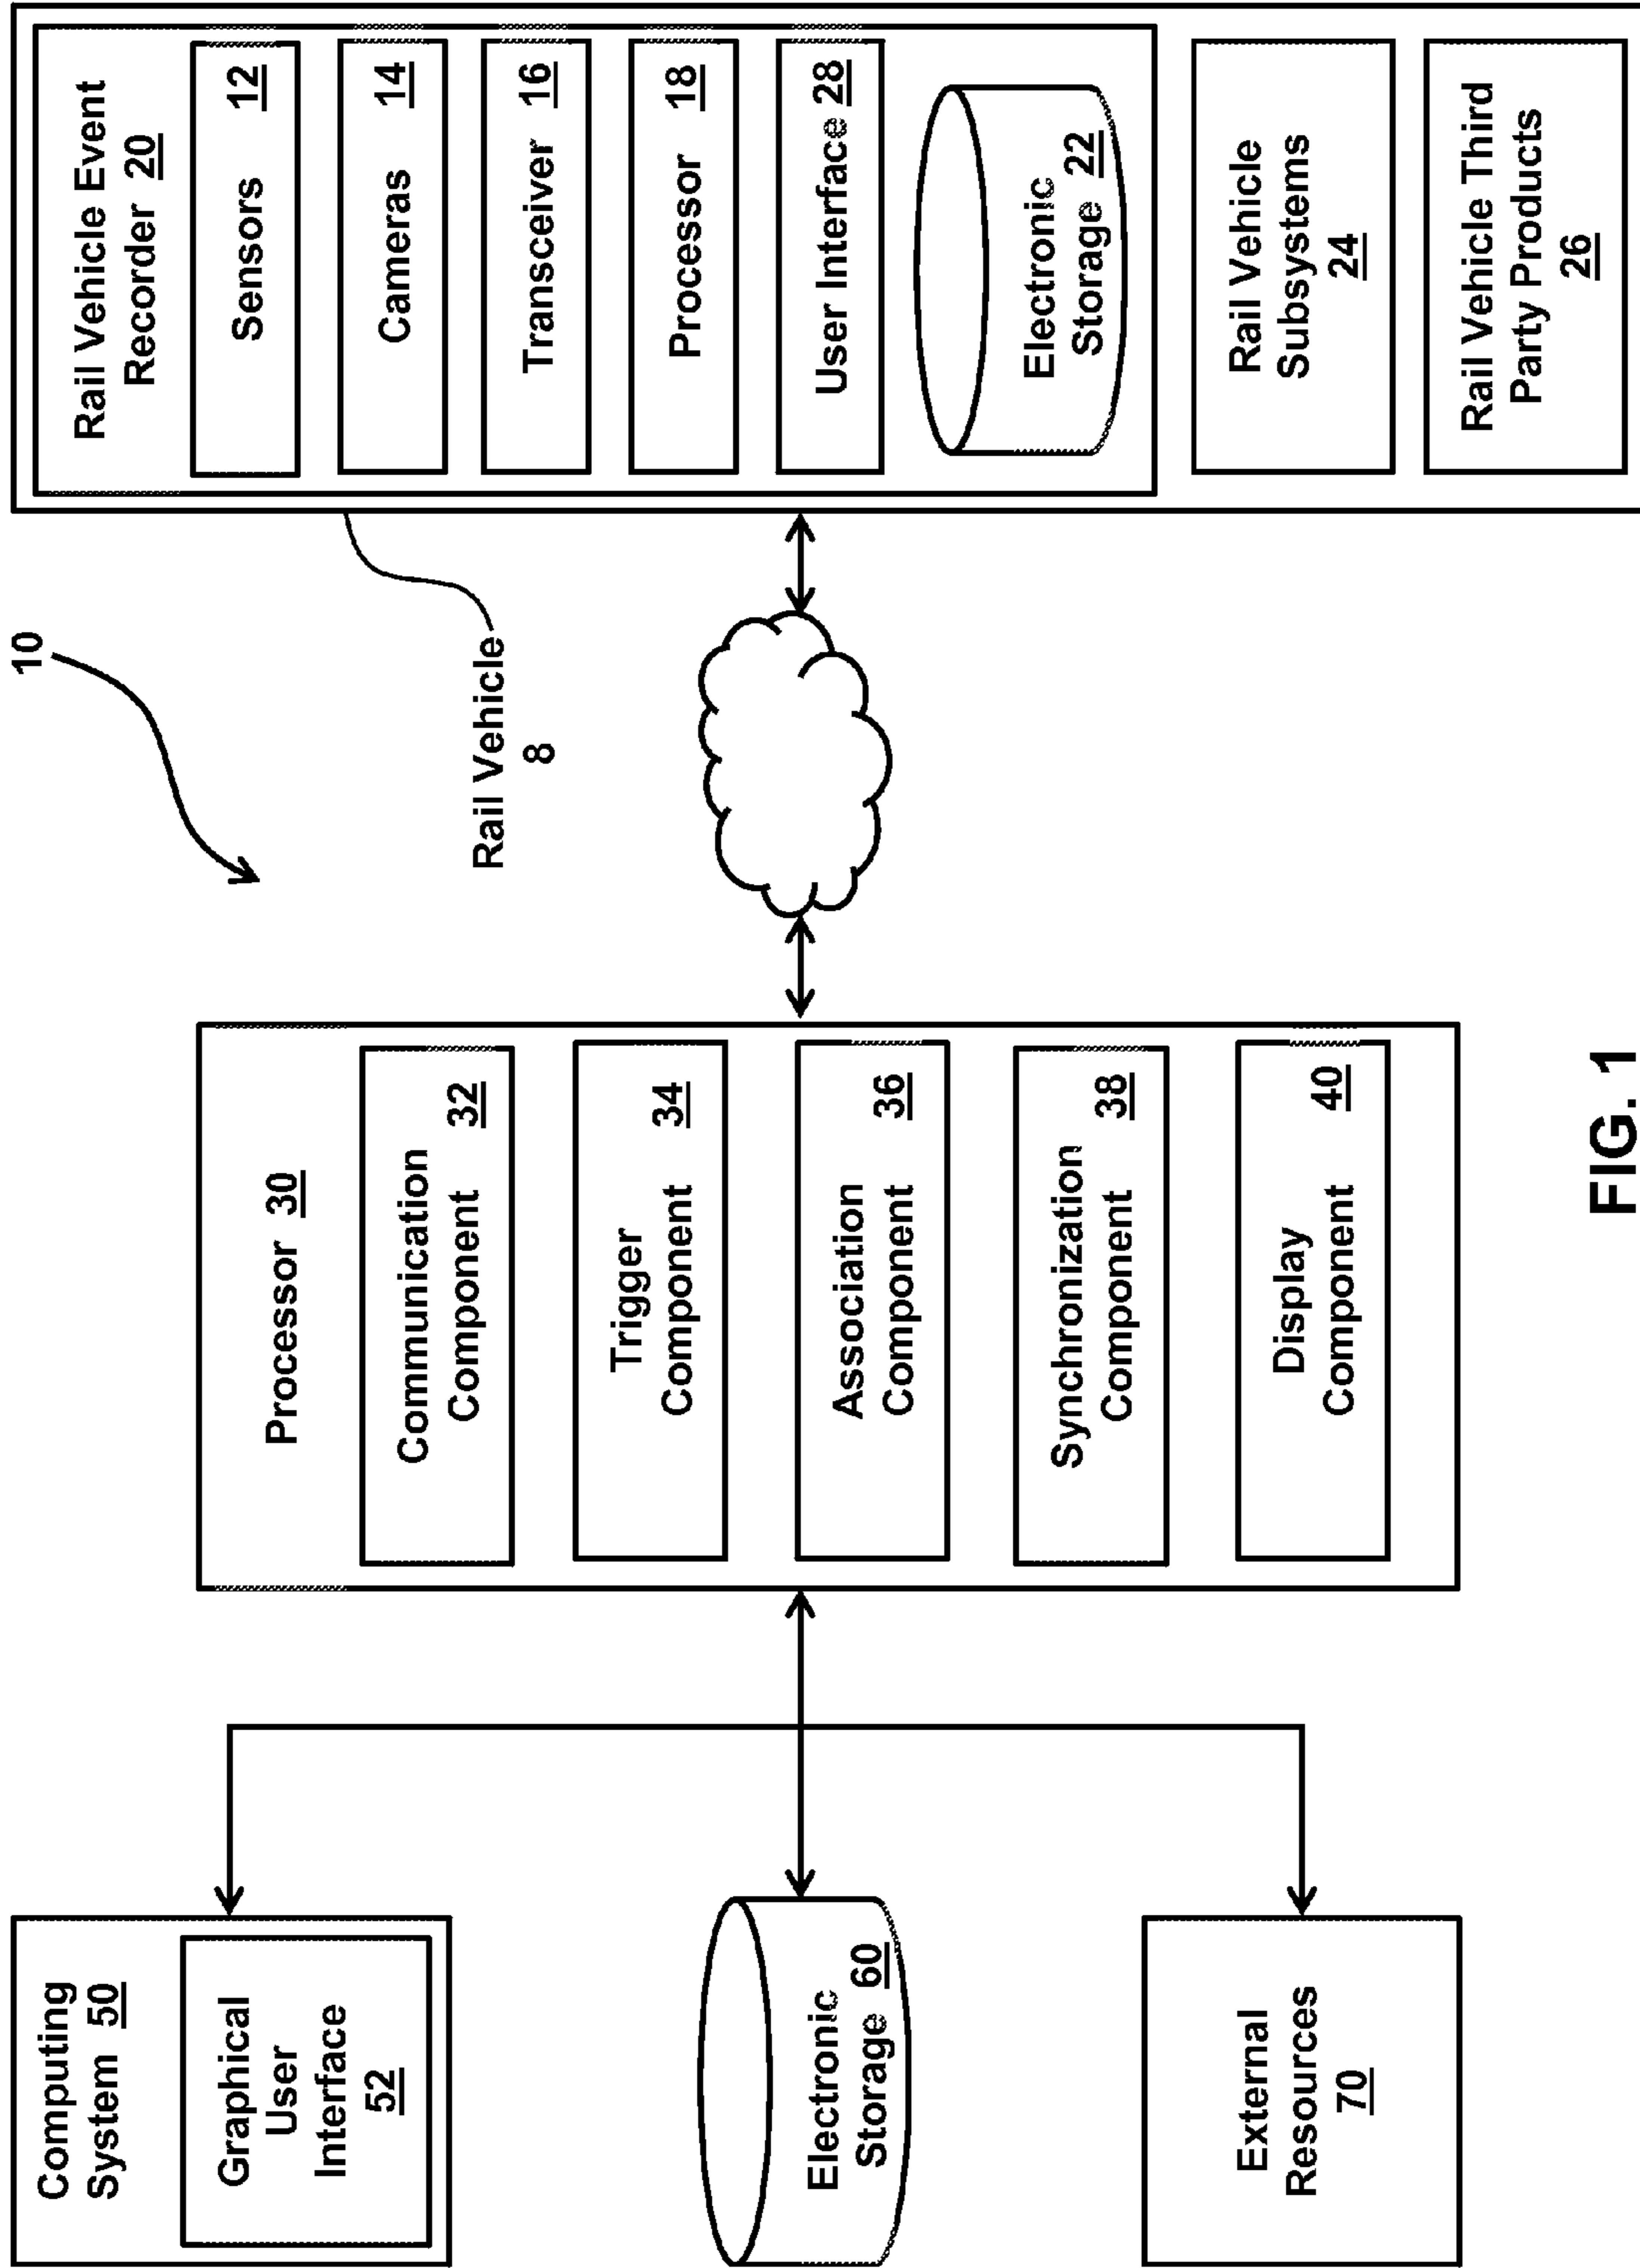 10
Computing
System 50
Graphical
User
Interface
52
Electronic
Storage 60
External
Resources
70
Processor 30
Communication
Component
32
Trigger
Component
34
Association
Component
36
Synchronization
Component
38
Display
Component
40
Rail Vehicle
8
Rail Vehicle Event
Recorder 20
Sensors 12
Cameras 14
Transceiver 16
Processor 18
User Interface 28
Electronic
Storage 22
Rail Vehicle
Subsystems
24
Rail Vehicle Third
Party Products
26
FIG. 1